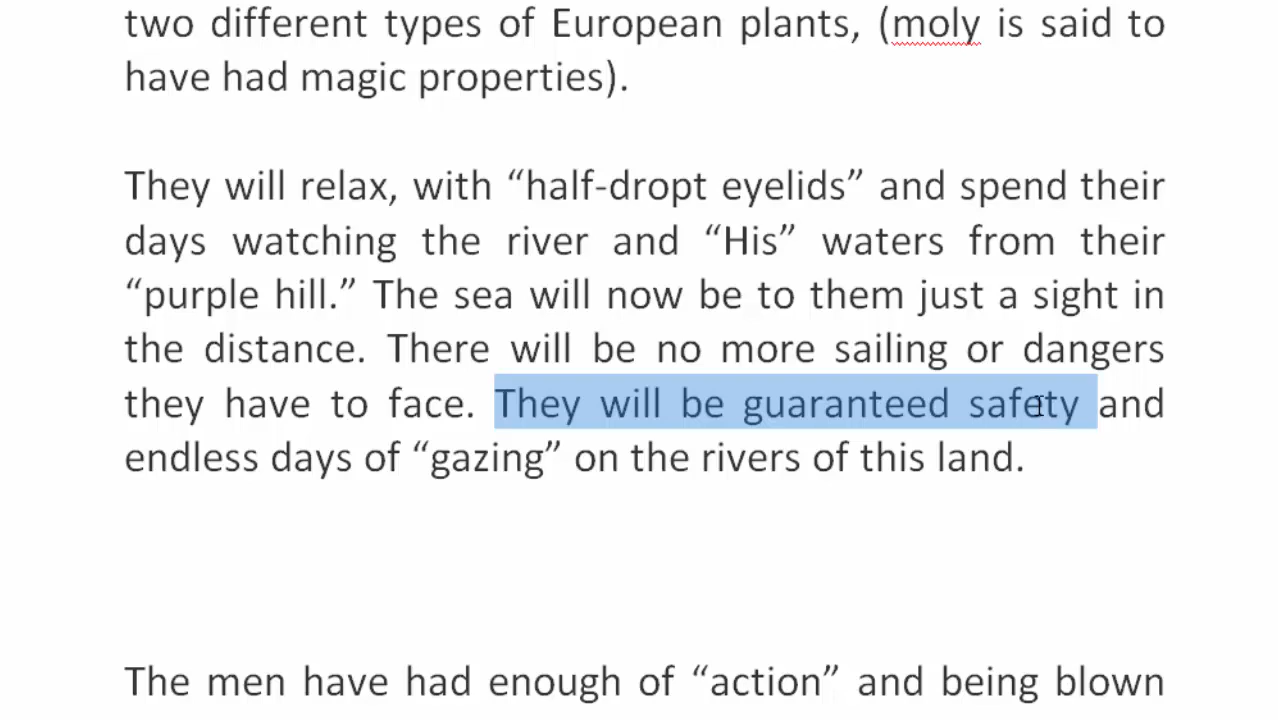 two different types of European plants, (moly is said to
have had magic properties).
They will relax, with “half-dropt eyelids” and spend their
days watching the river and “His” waters from their
“purple hill.” The sea will now be to them just a sight in
the distance. There will be no more sailing or dangers
they have to face. They will be guaranteed safety and
endless days of “gazing” on the rivers of this land.
The men have had enough of “action” and being blown